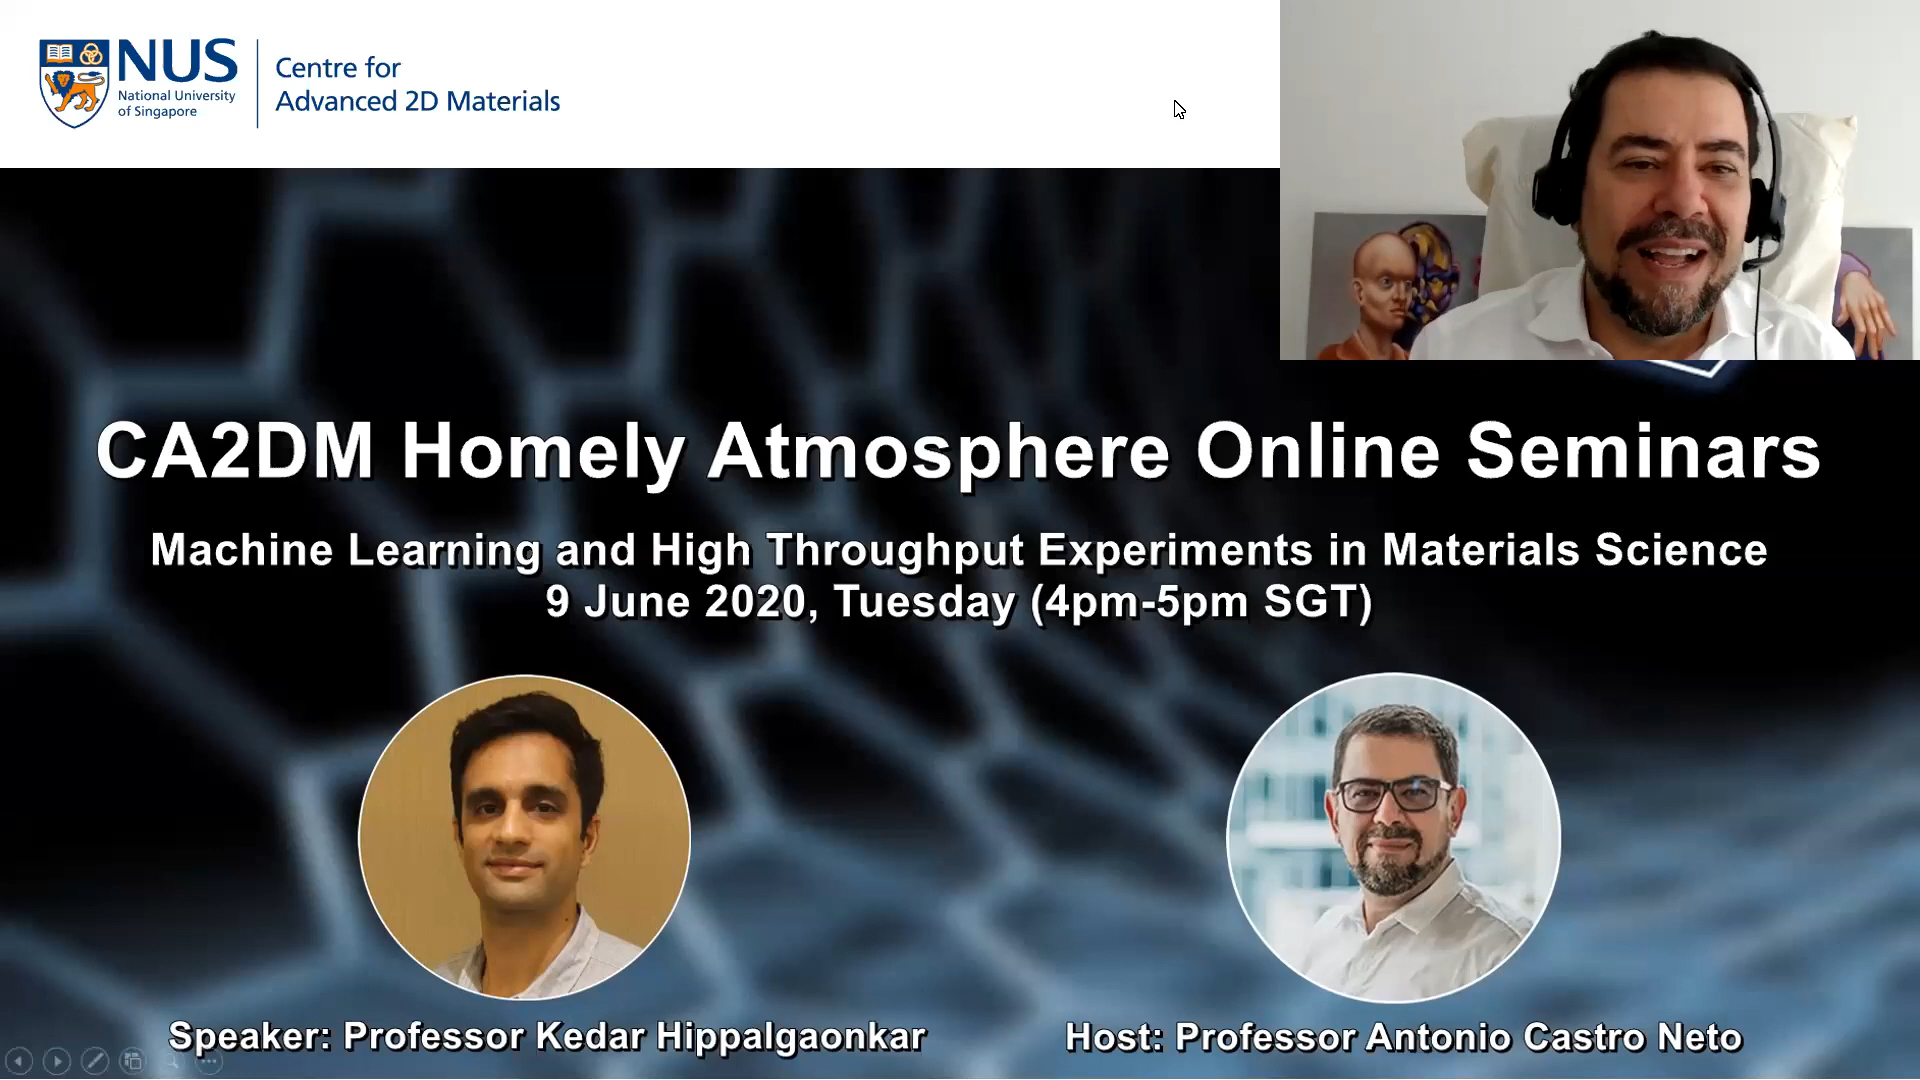 NUS
National University
of Singapore
Centre for
Advanced 2D Materials
CA2DM Homely Atmosphere Online Seminars
Machine Learning and High Throughput Experiments in Materials Science
9 June 2020, Tuesday (4pm-5pm SGT)
Speaker: Professor Kedar Hippalgaonkar
Host: Professor Antonio Castro Neto